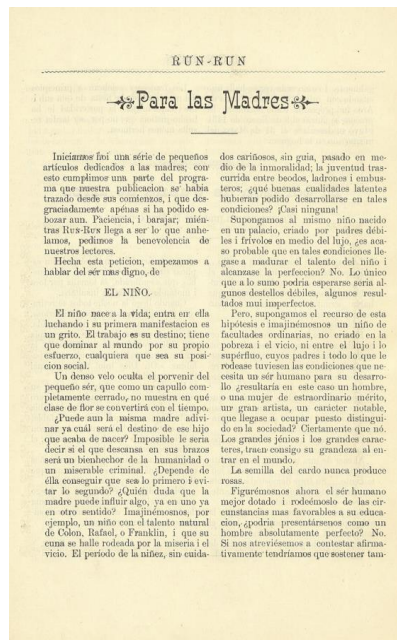 RUN-RUN
Para las Madres
Iniciamos hoi una série de pequeños
artículos dedicados a las madres; con
esto cumplimos una parte del progra-
ma que nuestra publicacion se habia
trazado desde sus comienzos, i que des-
graciadamente apénas si ha podido es-
bozar aun. Paciencia, i barajar; mién-
tras RUN-RUN llega a ser lo que anhe-
lamos, pedimos la benevolencia de
nuestros lectores.
Hecha esta peticion, empezamos a
hablar del sér mas digno, de
EL NIÑO.
El niño nace a la vida; entra en ella
luchando i su primera manifestacion es
un grito. El trabajo es su destino; tiene
que dominar al mundo por su propio
esfuerzo, cualquiera que sea su posi-
cion social.
Un denso velo oculta el porvenir del
pequeño sér, que como un capullo com-
pletamente cerrado, no muestra en qué
clase de flor se convertirá con el tiempo.
¿Puede aun la misma madre adivi-
nar ya cuál será el destino de ese hijo
que acaba de nacer? Imposible le seria
decir si el que descansa en sus brazos
será un bienhechor de la humanidad o
un miserable criminal. ¿Depende de
élla conseguir que sea lo primero i evi-
tar lo segundo? ¿Quién duda que la
madre puede influir algo, ya en uno ya
en otro sentido? Imajinémosnos, por
ejemplo, un niño con el talento natural
de Colon, Rafael, o Franklin, i que su
cuna se halle rodeada por la miseria i el
vicio. El período de la niñez, sin cuida-
dos cariñosos, sin guia, pasado en me-
dio de la inmoralidad; la juventud tras-
currida entre beodos, ladrones i embus-
teros; ¿qué buenas cualidades latentes
hubieran podido desarrollarse en tales
condiciones? ¡Casi ninguna!
Supongamos al mismo niño nacido
en un palacio, criado por padres débi-
les i frívolos en medio del lujo, ¿es aca-
so probable que en tales condiciones lle-
gase a madurar el talento del niño i
alcanzase la perfeccion? No. Lo único
que a lo sumo podria esperarse seria al-
gunos destellos débiles, algunos resul-
tados mui imperfectos.
Pero, supongamos el recurso de esta
hipótesis e imajinémosnos un niño de
facultades ordinarias, no criado en la
pobreza i el vicio, ni entre el lujo i lo
supérfluo, cuyos padres i todo lo que le
rodease tuviesen las condiciones que ne-
cesita un sér humano para su desarro-
llo ¿resultaría en este caso un hombre,
o una mujer de estraordinario mérito,
un gran artista, un carácter notable,
que llegase a ocupar puesto distingui-
do en la sociedad? Ciertamente que nó.
Los grandes jénios i los grandes carac-
teres, traen consigo su grandeza al en-
trar en el mundo.
La semilla del cardo nunca produce
rosas.
Figurémosnos ahora el sér humano
mejor dotado i rodeémoslo de las cir-
cunstancias mas favorables a su educa-
cion, ¿podria presentársenos como un
hombre absolutamente perfecto? No.
Si nos atreviésemos a contestar afirma-
tivamente tendríamos que sostener tam-